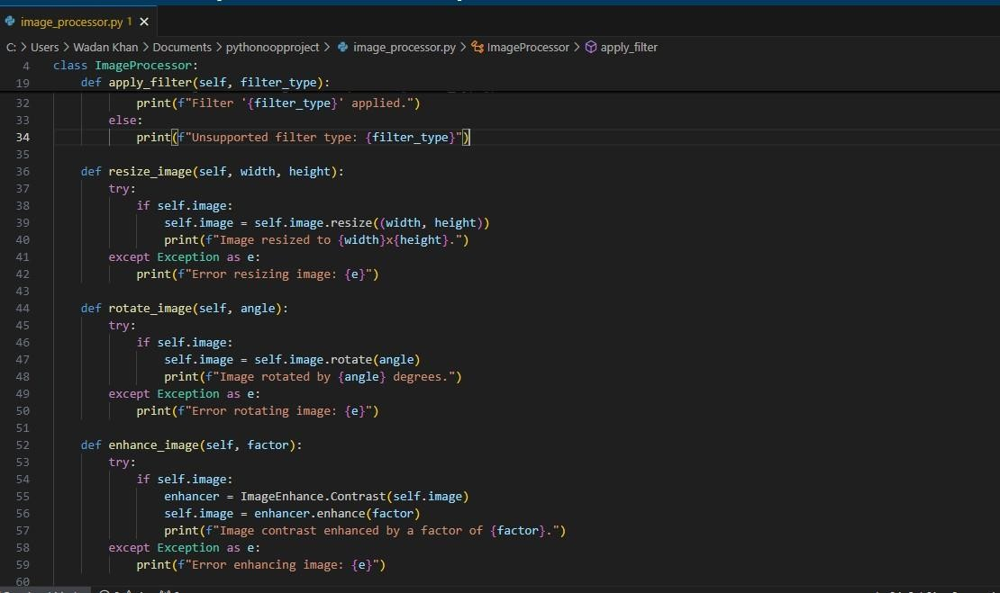 image_processor.py 1
C: > Users > Wadan Khan > Documents > pythonoopproject > image_processor.py > ImageProcessor > apply_filter
4 class ImageProcessor:
19 def apply_filter(self, filter_type):
32 print(f"Filter '{filter_type}' applied.")
33 else:
34 print(f"Unsupported filter type: {filter_type}")
35
36 def resize_image(self, width, height):
37 try:
38 if self.image:
39 self.image = self.image.resize((width, height))
40 print(f"Image resized to {width}x{height}.")
41 except Exception as e:
42 print(f"Error resizing image: {e}")
43
44 def rotate_image(self, angle):
45 try:
46 if self.image:
47 self.image = self.image.rotate(angle)
48 print(f"Image rotated by {angle} degrees.")
49 except Exception as e:
50 print(f"Error rotating image: {e}")
51
52 def enhance_image(self, factor):
53 try:
54 if self.image:
55 enhancer = ImageEnhance.Contrast(self.image)
56 self.image = enhancer.enhance(factor)
57 print(f"Image contrast enhanced by a factor of {factor}.")
58 except Exception as e:
59 print(f"Error enhancing image: {e}")
60